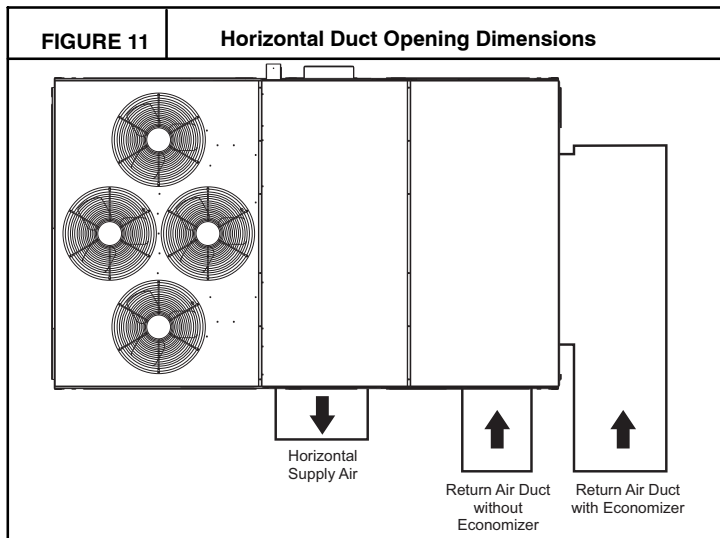 FIGURE 11
Horizontal Duct Opening Dimensions
Horizontal
Supply Air
Return Air Duct
without
Economizer
Return Air Duct
with Economizer